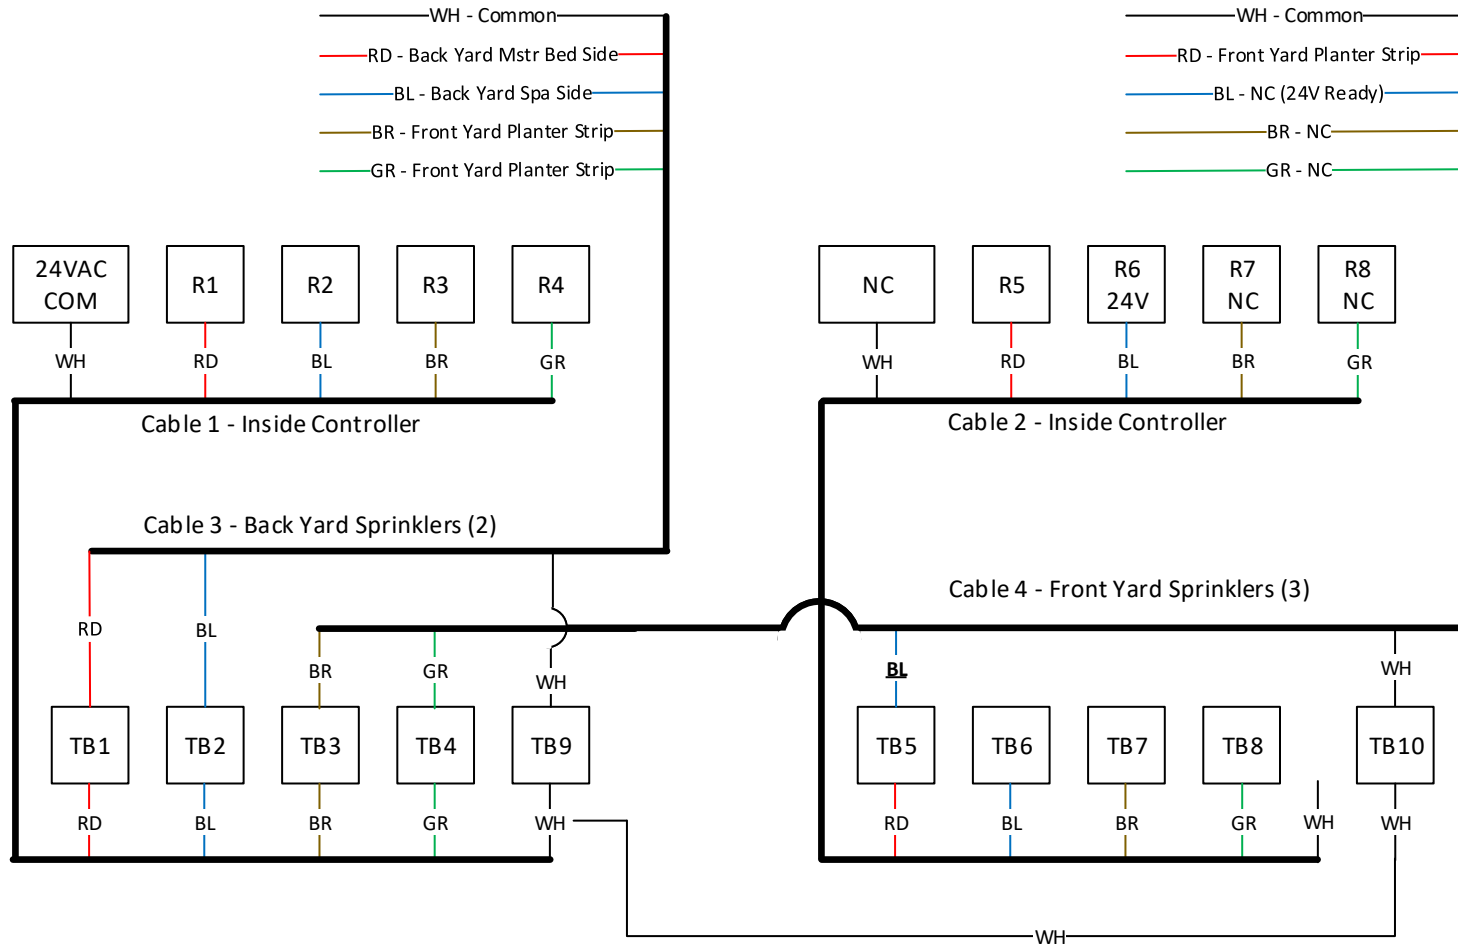 WH - Common
RD - Back Yard Mstr Bed Side
BL - Back Yard Spa Side
BR - Front Yard Planter Strip
GR - Front Yard Planter Strip
WH - Common
RD - Front Yard Planter Strip
BL - NC (24V Ready)
BR - NC
GR - NC
24VAC
COM
R1
R2
R3
R4
NC
R5
R6
24V
R7
NC
R8
NC
WH
RD
BL
BR
GR
WH
RD
BL
BR
GR
Cable 1 - Inside Controller
Cable 2 - Inside Controller
Cable 3 - Back Yard Sprinklers (2)
Cable 4 - Front Yard Sprinklers (3)
RD
BL
BR
GR
WH
BL
WH
TB1
TB2
TB3
TB4
TB9
TB5
TB6
TB7
TB8
TB10
RD
BL
BR
GR
WH
RD
BL
BR
GR
WH
WH
WH